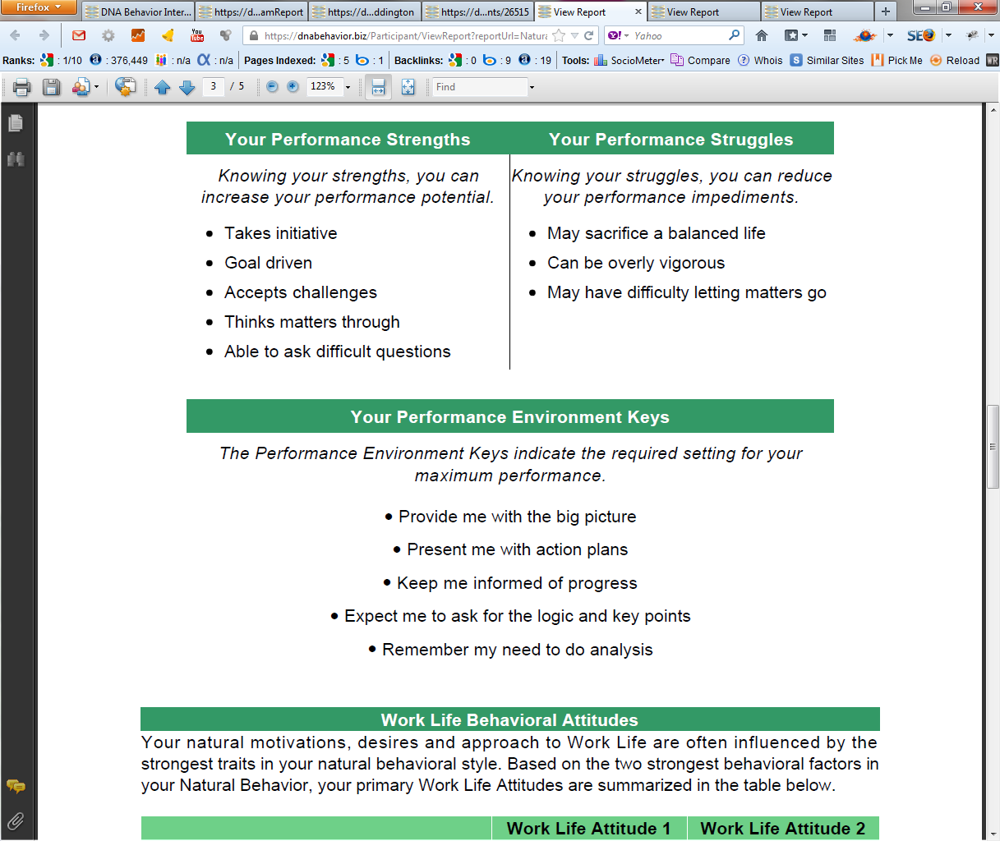 Firefox
DNA Behavior Inter...
https://d...amReport
https://d...ddington
https://d...nts/26515
View Report
View Report
View Report
https://dnabehavior.biz/Participant/ViewReport?reportUrl=Natura
Yahoo
You
Tube
SEO
Ranks: : 1/10 : 376,449 : n/a : n/a Pages Indexed: : 5 : 1 Backlinks: : 0 : 9 : 19 Tools: SocioMeter Compare Whois Similar Sites Pick Me Reload WR
3 / 5 123% Find
Your Performance Strengths
Knowing your strengths, you can
increase your performance potential.
• Takes initiative
• Goal driven
• Accepts challenges
• Thinks matters through
• Able to ask difficult questions
Your Performance Struggles
Knowing your struggles, you can reduce
your performance impediments.
• May sacrifice a balanced life
• Can be overly vigorous
• May have difficulty letting matters go
Your Performance Environment Keys
The Performance Environment Keys indicate the required setting for your
maximum performance.
• Provide me with the big picture
• Present me with action plans
• Keep me informed of progress
• Expect me to ask for the logic and key points
• Remember my need to do analysis
Work Life Behavioral Attitudes
Your natural motivations, desires and approach to Work Life are often influenced by the
strongest traits in your natural behavioral style. Based on the two strongest behavioral factors in
your Natural Behavior, your primary Work Life Attitudes are summarized in the table below.
Work Life Attitude 1
Work Life Attitude 2